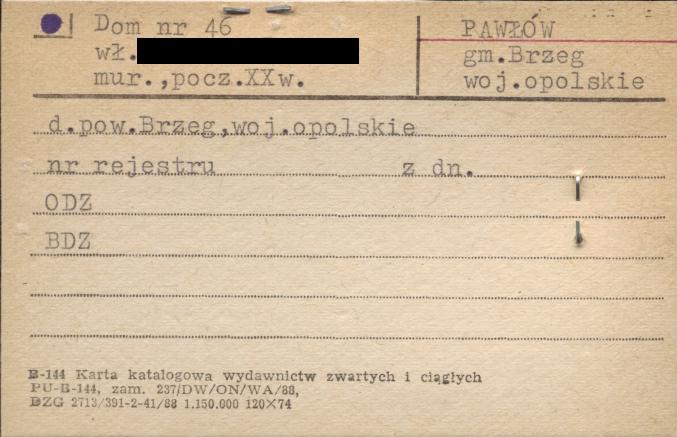 Dom nr 46
wł.
mur.,pocz.XXw.
PAWŁÓW
gm.Brzeg
woj.opolskie
d.pow.Brzeg,woj.opolskie
nr rejestru z dn.
ODZ
BDZ
B-144 Karta katalogowa wydawnictw zwartych i ciągłych
PU-B-144, zam. 237/DW/ON/WA/88,
BZG 2713/391-2-41/88 1.150.000 120×74